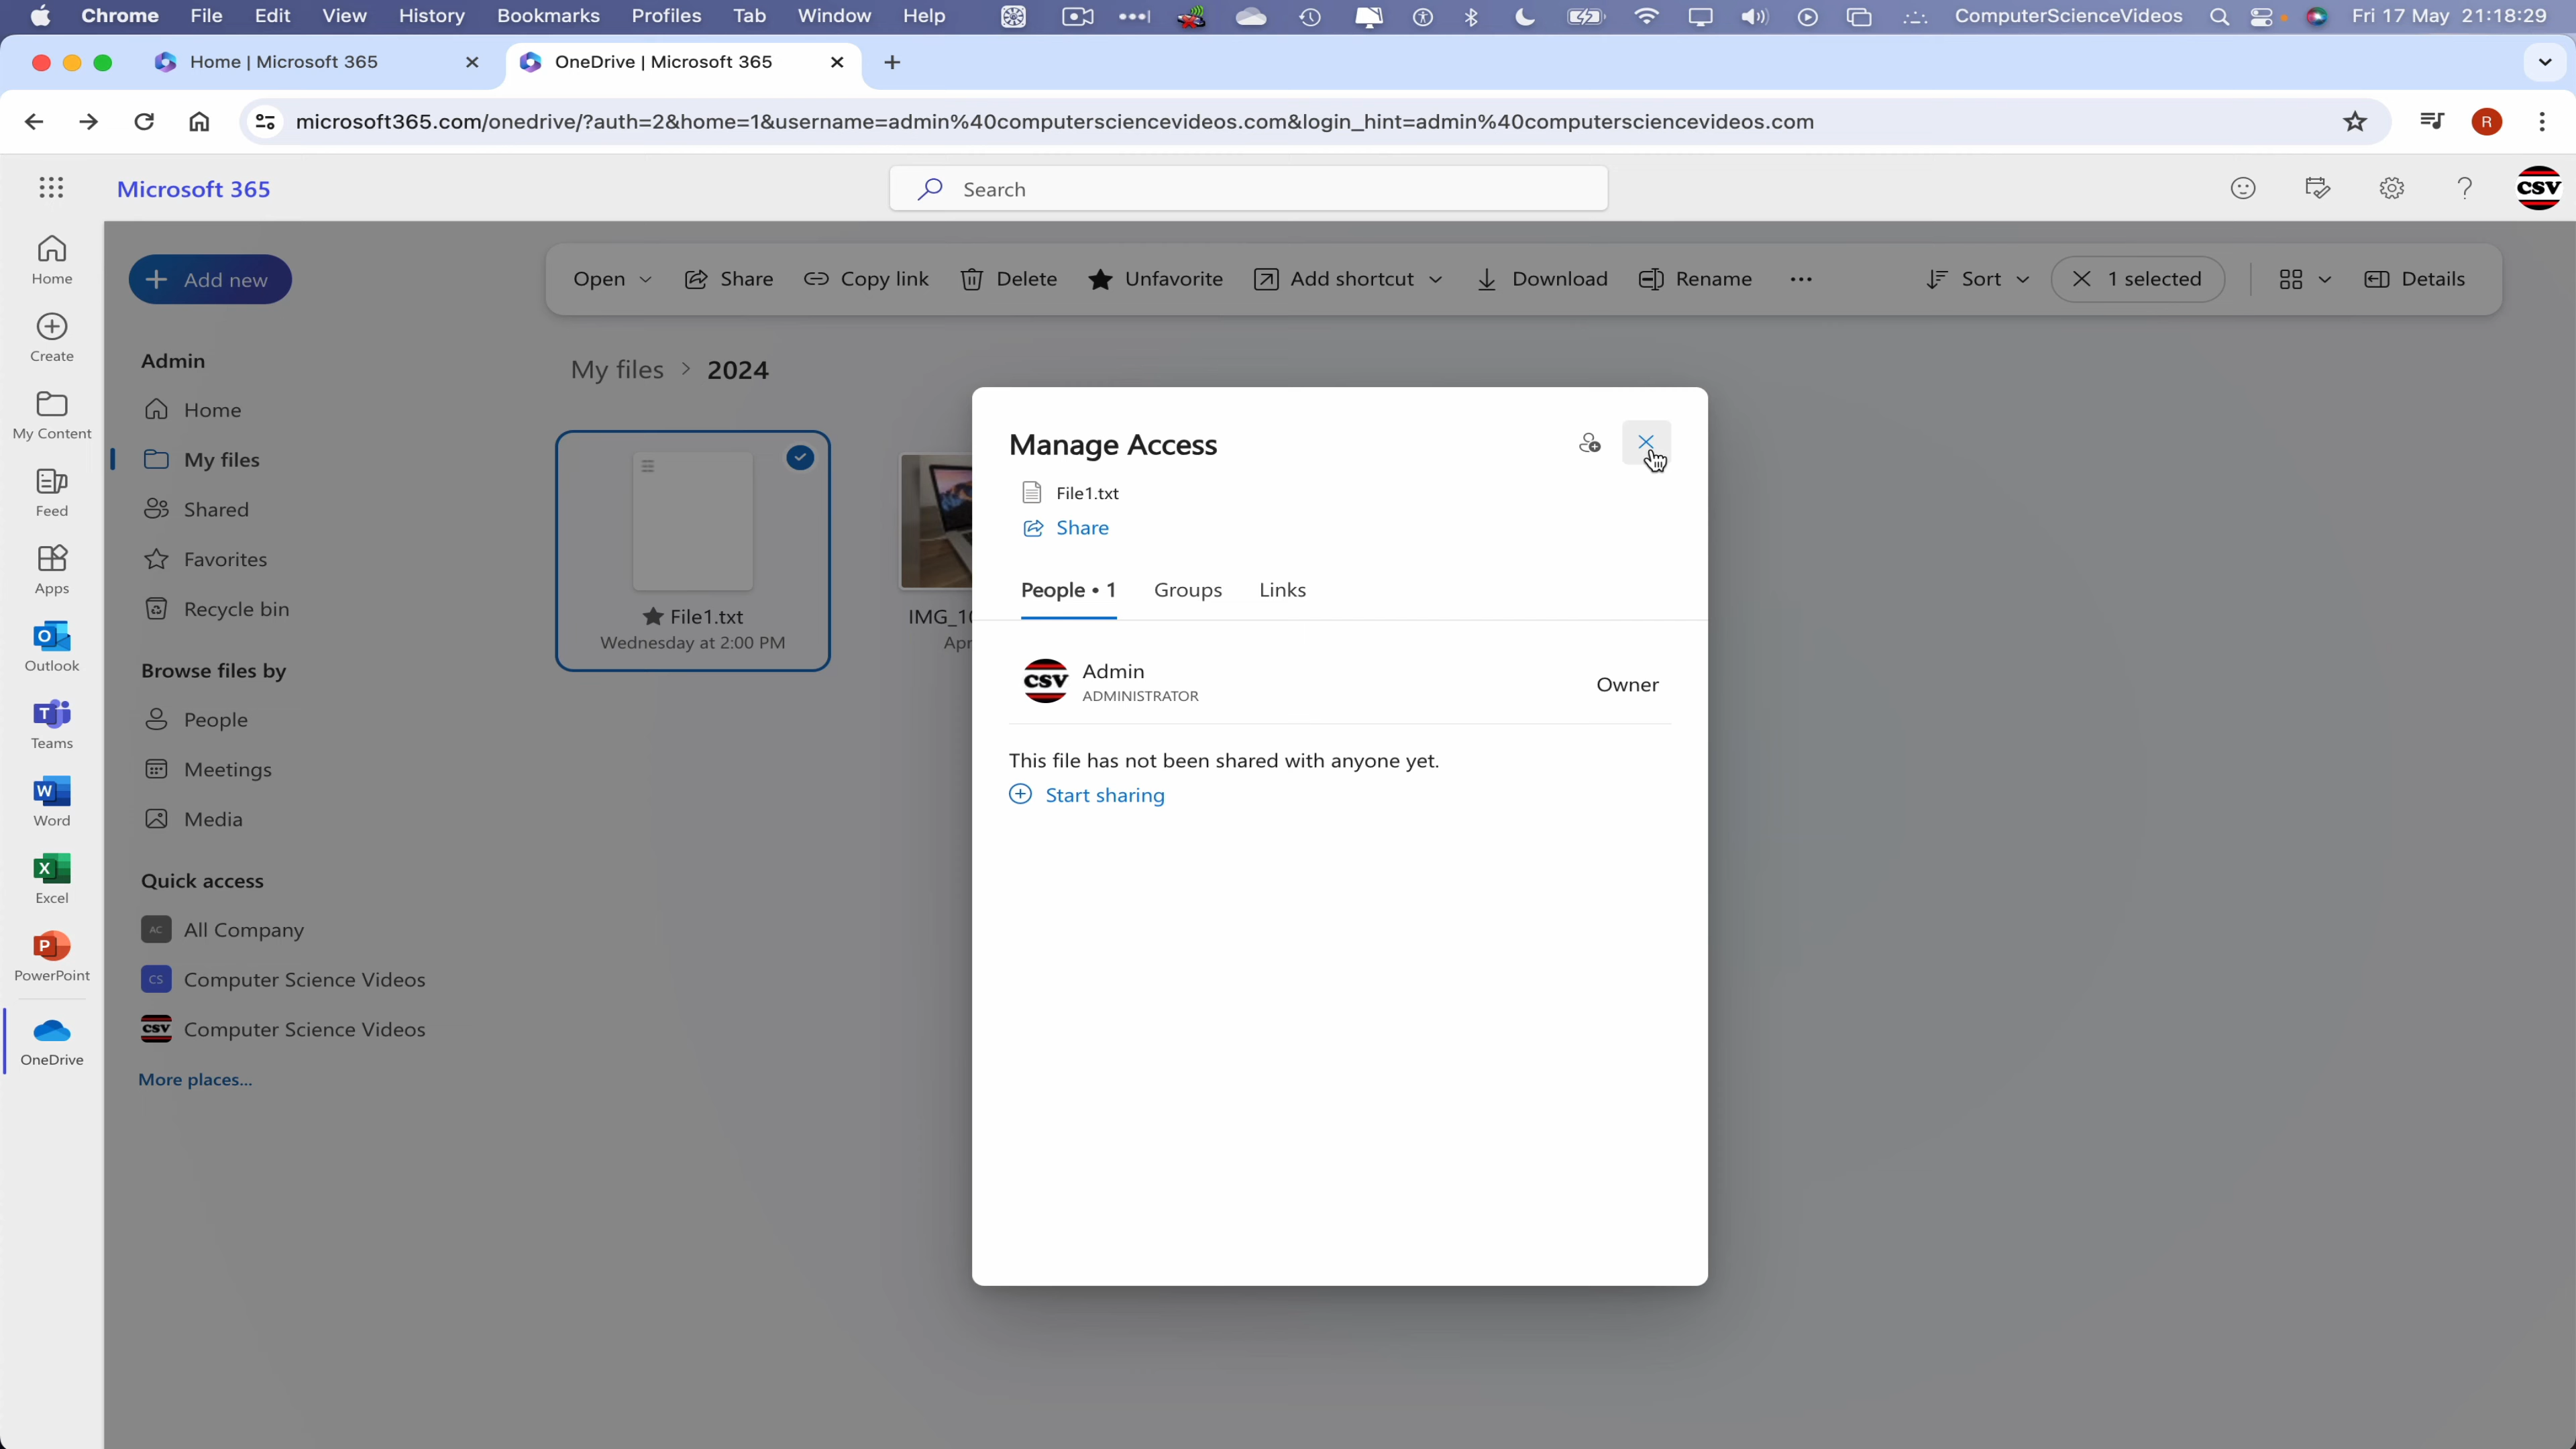 Chrome File Edit View History Bookmarks Profiles Tab Window Help ComputerScienceVideos Fri 17 May 21:18:29
Home | Microsoft 365 OneDrive | Microsoft 365
microsoft365.com/onedrive/?auth=2&home=1&username=admin%40computersciencevideos.com&login_hint=admin%40computersciencevideos.com R
Microsoft 365 Search CSV
Home
Create
My Content
Feed
Apps
Outlook
Teams
Word
Excel
PowerPoint
OneDrive
Add new
Admin
Home
My files
Shared
Favorites
Recycle bin
Browse files by
People
Meetings
Media
Quick access
AC All Company
CS Computer Science Videos
CSV Computer Science Videos
More places...
Open Share Copy link Delete Unfavorite Add shortcut Download Rename ... Sort 1 selected Details
My files > 2024
File1.txt
Wednesday at 2:00 PM
IMG_10
Apr
Manage Access
File1.txt
Share
People • 1 Groups Links
CSV Admin
ADMINISTRATOR
Owner
This file has not been shared with anyone yet.
Start sharing